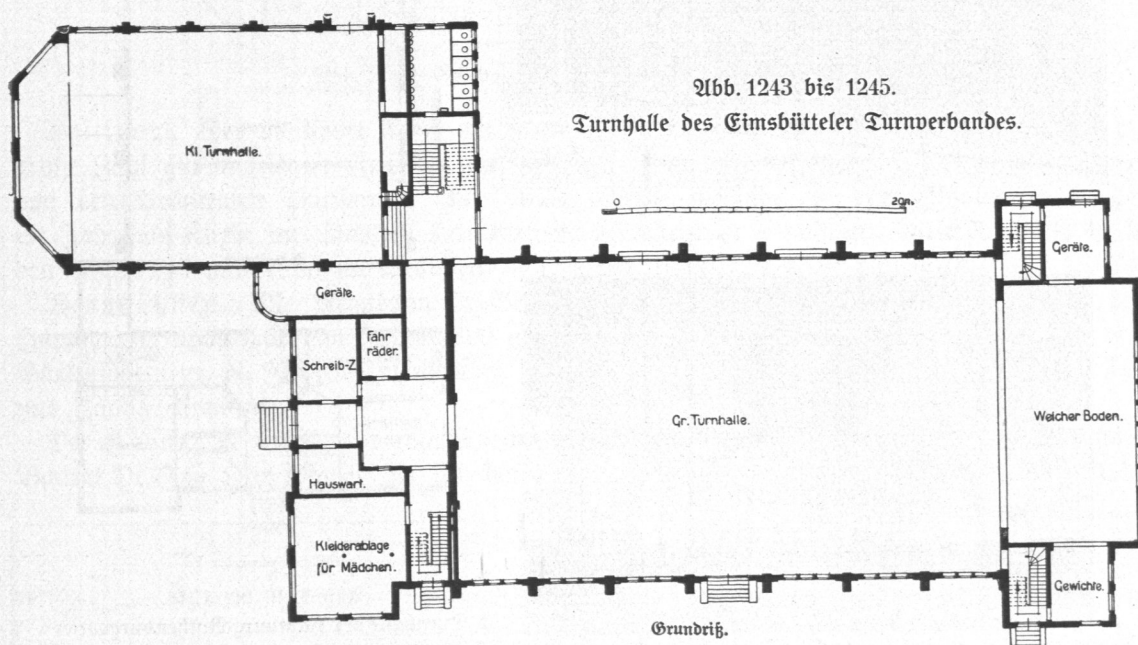 Abb. 1243 bis 1245.
Turnhalle des Eimsbütteler Turnverbandes.
Kl. Turnhalle.
0 20m.
Geräte.
Geräte.
Fahr
räder.
Schreib-Z.
Gr. Turnhalle.
Weicher Boden.
Hauswart.
Kleiderablage
für Mädchen.
Gewichte.
Grundriß.